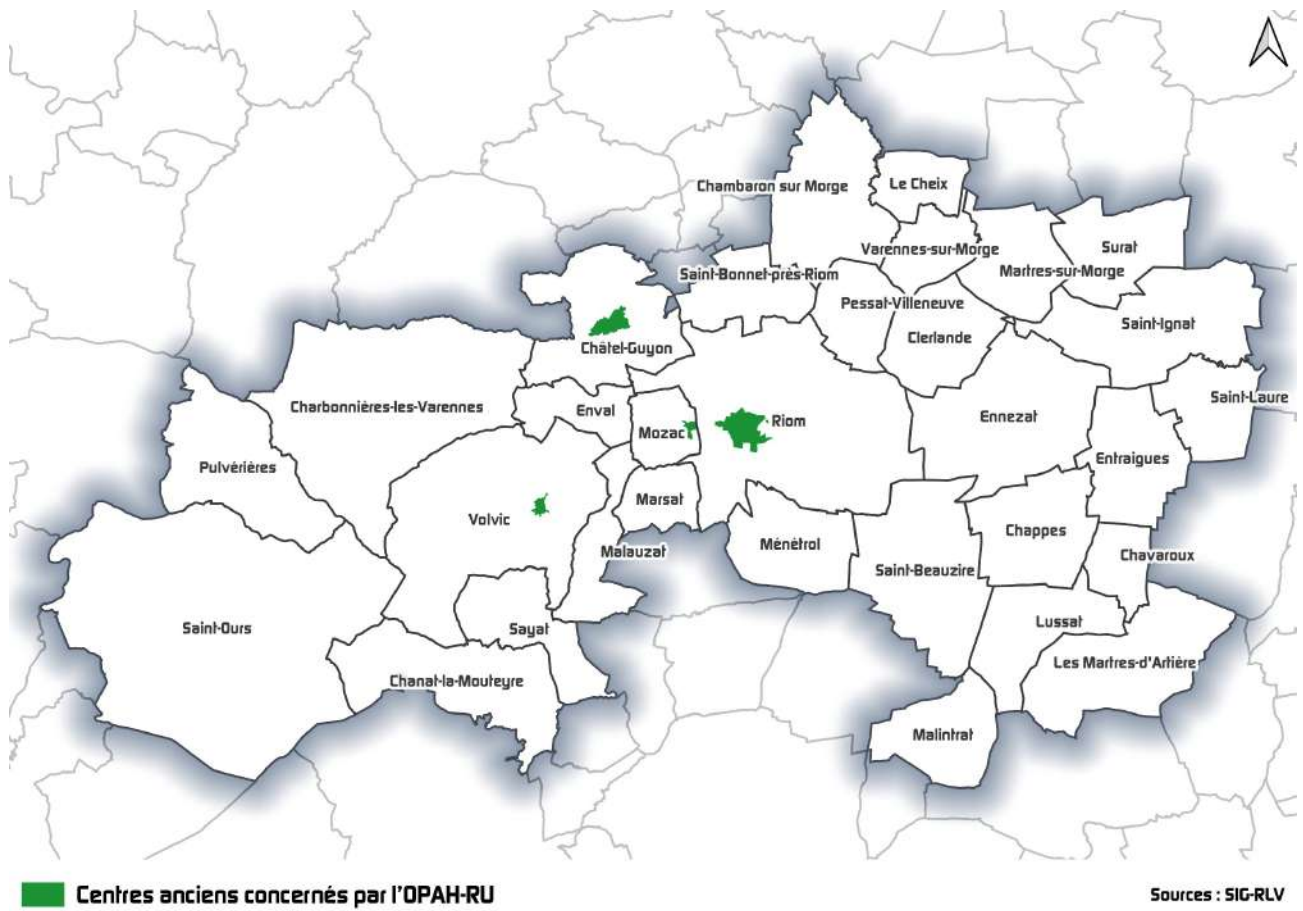 Chambaron sur Morge
Le Cheix
Varennes-sur-Morge
Surat
Martres-sur-Morge
Saint-Bonnet-près-Riom
Pessat-Villeneuve
Saint-Ignat
Clerlande
Châtel-Guyon
Saint-Laure
Charbonnières-les-Varennes
Enval
Riom
Ennezat
Mozac
Entraigues
Pulvérières
Marsat
Volvic
Chappes
Ménétrol
Malauzat
Chavaroux
Saint-Beauzire
Lussat
Saint-Ours
Sayat
Les Martres-d'Artière
Chanat-la-Mouteyre
Malintrat
Centres anciens concernés par l'OPAH-RU
Sources : SIG-RLV